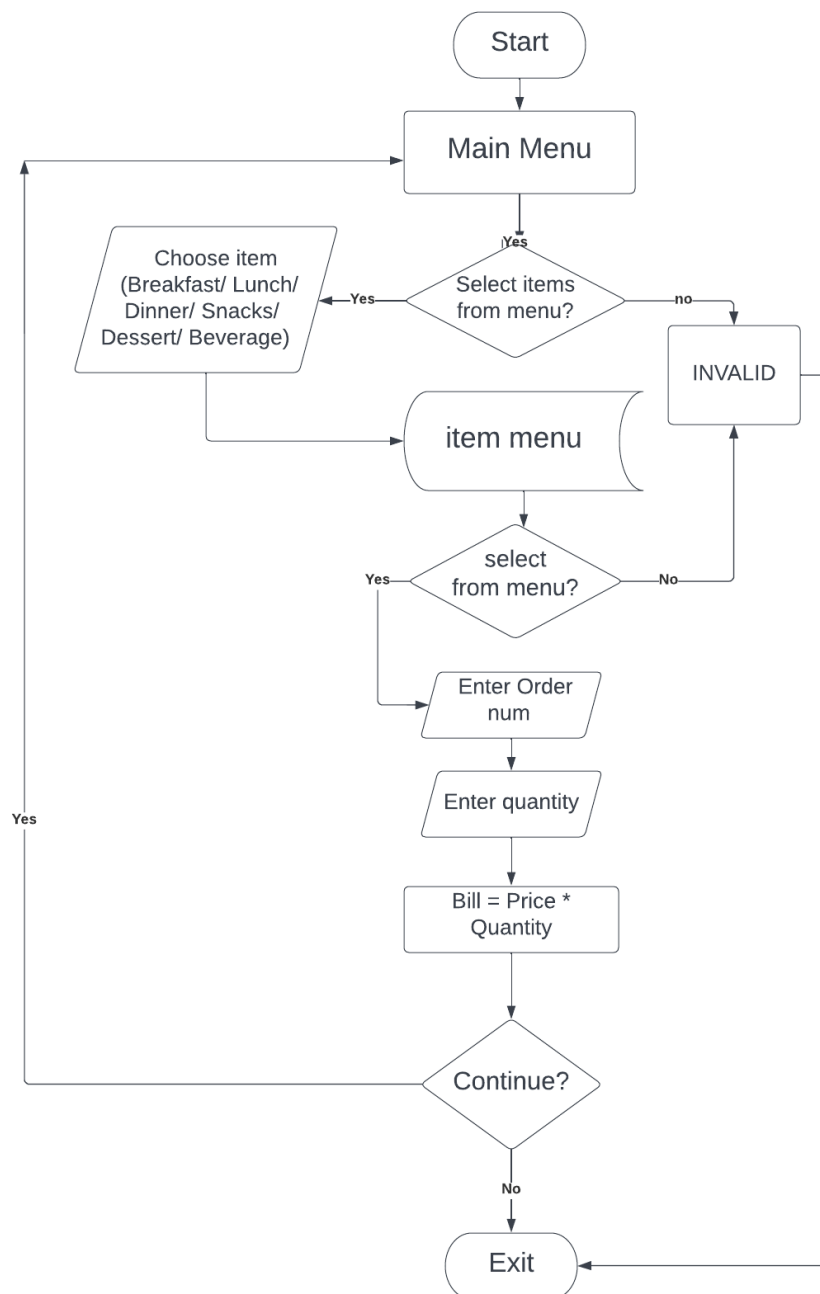 Start
Main Menu
Yes
Choose item
(Breakfast/ Lunch/
Dinner/ Snacks/
Dessert/ Beverage)
Yes
Select items
from menu?
no
INVALID
item menu
Yes
select
from menu?
No
Enter Order
num
Enter quantity
Yes
Bill = Price *
Quantity
Continue?
No
Exit